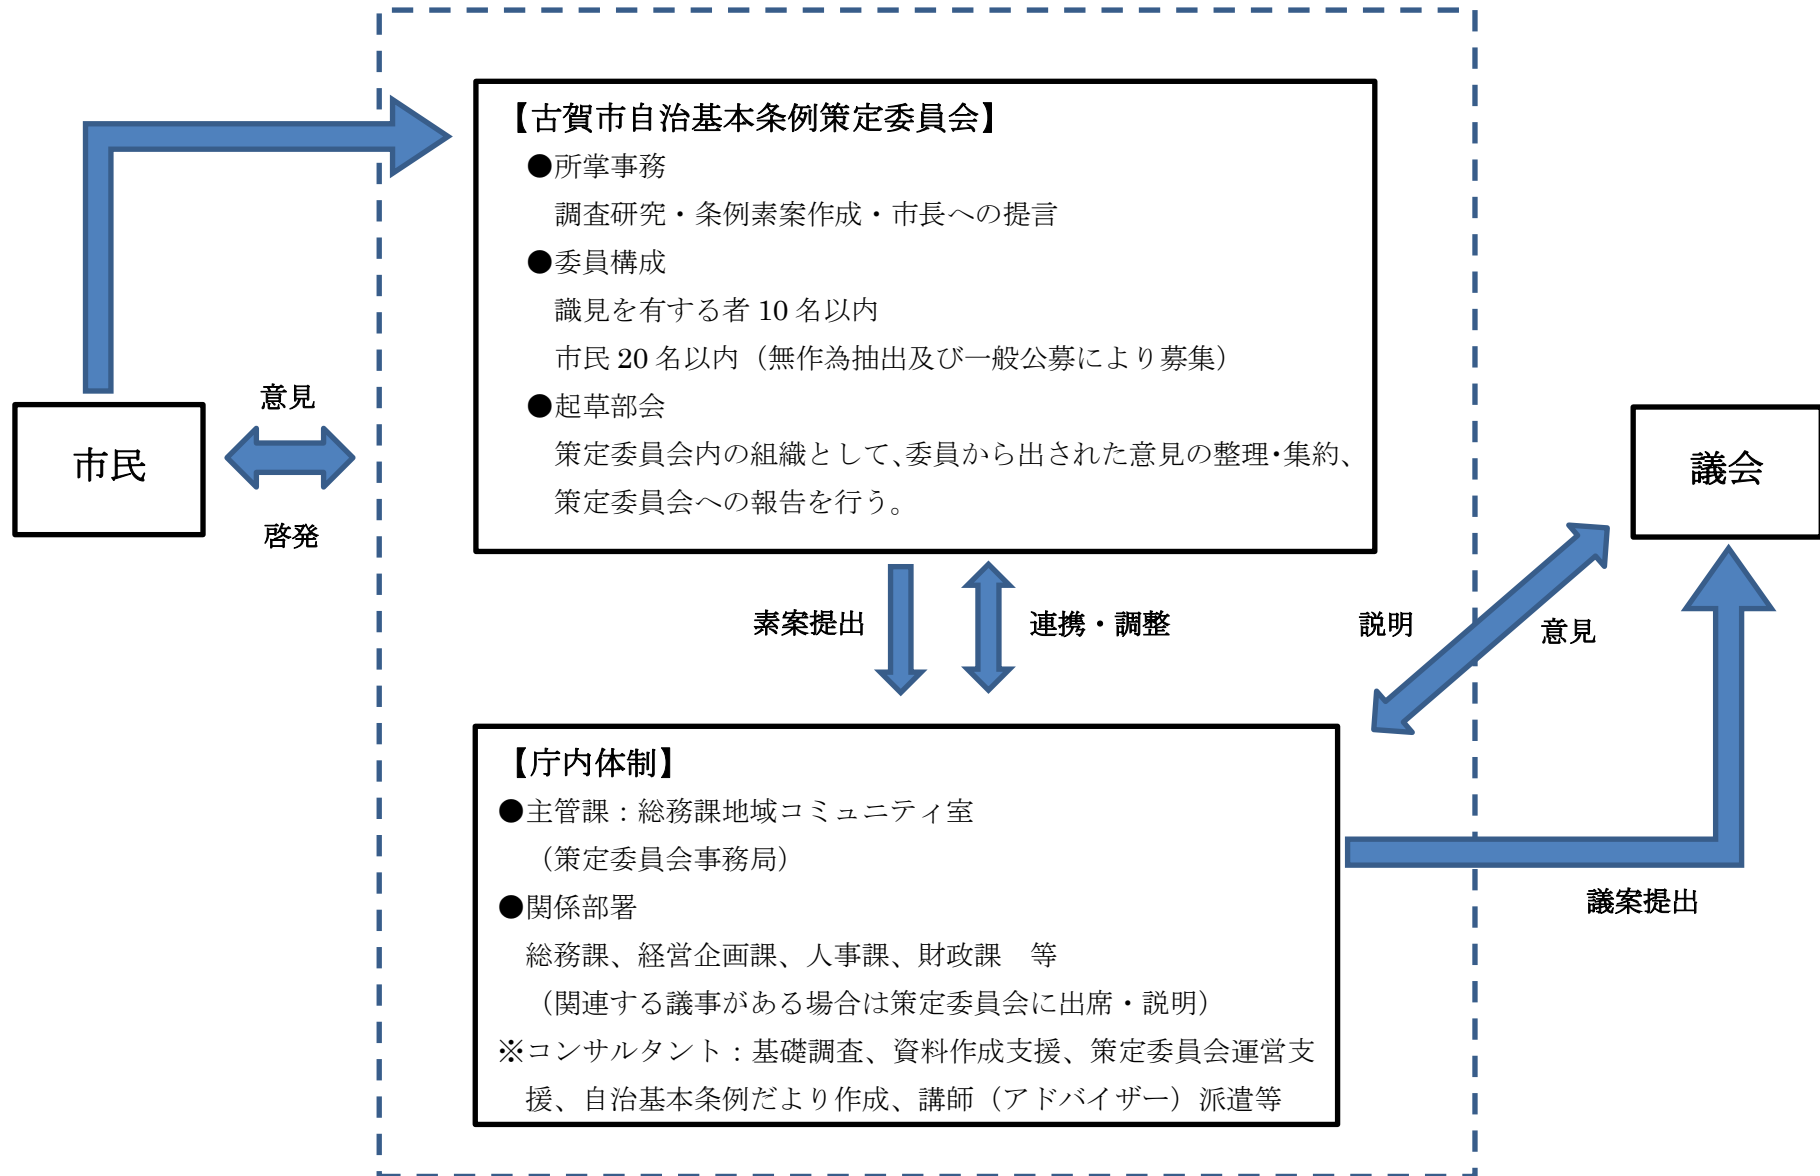 【古賀市自治基本条例策定委員会】
●所掌事務
調査研究・条例素案作成・市長への提言
●委員構成
識見を有する者 10 名以内
市民 20 名以内（無作為抽出及び一般公募により募集）
●起草部会
策定委員会内の組織として、委員から出された意見の整理・集約、
策定委員会への報告を行う。
市民
意見
啓発
議会
素案提出
連携・調整
説明
意見
【庁内体制】
●主管課：総務課地域コミュニティ室
（策定委員会事務局）
●関係部署
総務課、経営企画課、人事課、財政課　等
（関連する議事がある場合は策定委員会に出席・説明）
※コンサルタント：基礎調査、資料作成支援、策定委員会運営支
援、自治基本条例だより作成、講師（アドバイザー）派遣等
議案提出